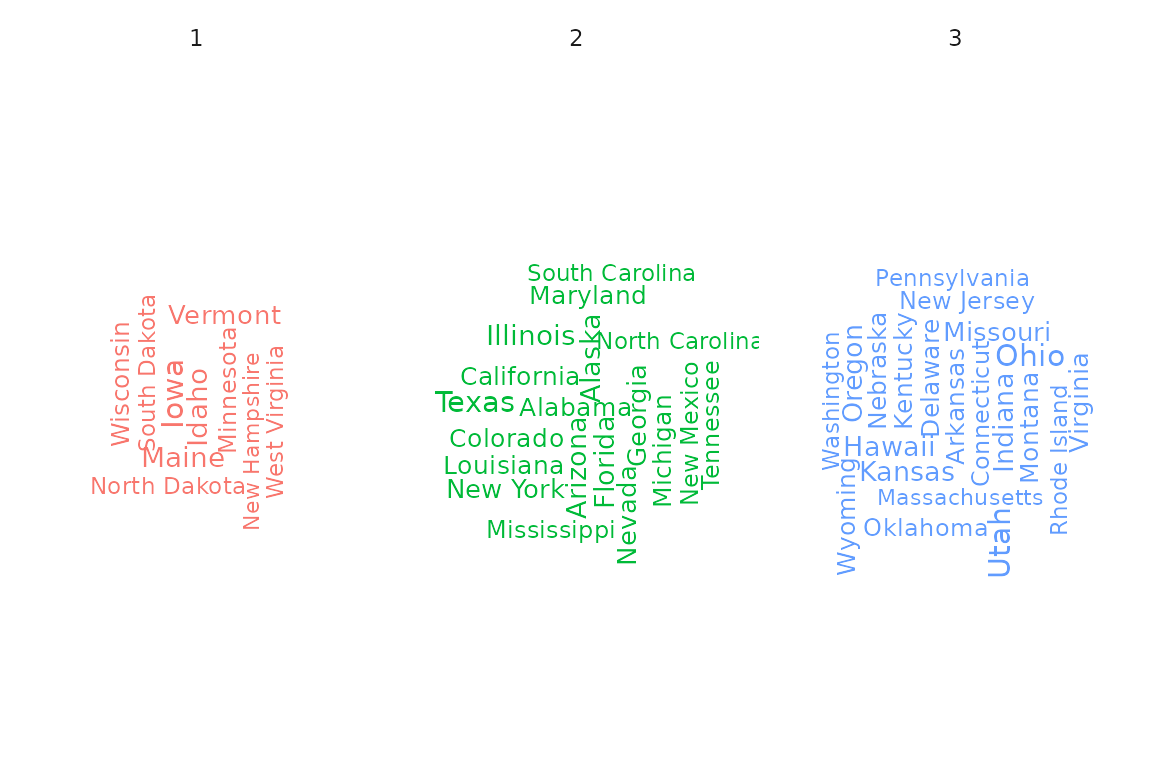 1
Vermont
Wisconsin
South Dakota
Iowa
Idaho
Minnesota
New Hampshire
West Virginia
Maine
North Dakota
2
South Carolina
Maryland
Illinois
Alaska
North Carolina
California
Texas
Alabama
Georgia
Michigan
New Mexico
Tennessee
Colorado
Louisiana
New York
Arizona
Florida
Nevada
Mississippi
3
Pennsylvania
New Jersey
Missouri
Ohio
Washington
Oregon
Nebraska
Kentucky
Delaware
Arkansas
Connecticut
Indiana
Montana
Rhode Island
Virginia
Hawaii
Kansas
Massachusetts
Wyoming
Oklahoma
Utah